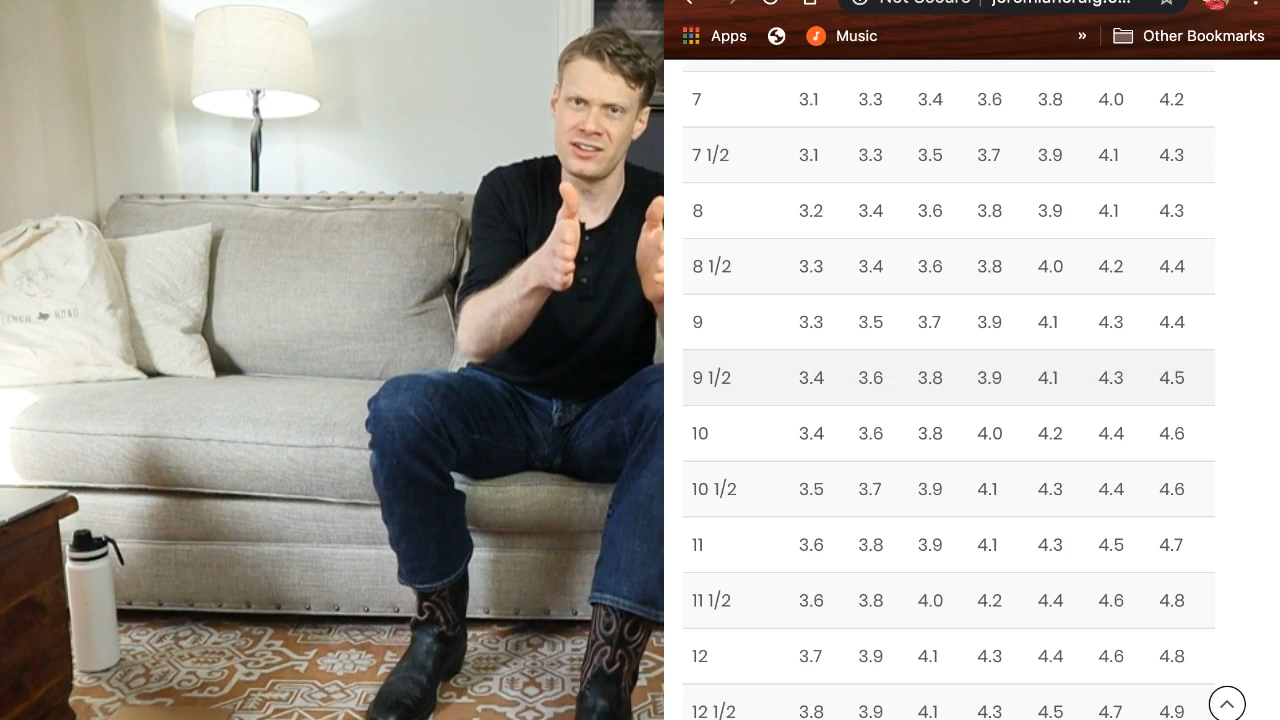 Apps Music » Other Bookmarks
7 3.1 3.3 3.4 3.6 3.8 4.0 4.2
7 1/2 3.1 3.3 3.5 3.7 3.9 4.1 4.3
8 3.2 3.4 3.6 3.8 3.9 4.1 4.3
8 1/2 3.3 3.4 3.6 3.8 4.0 4.2 4.4
9 3.3 3.5 3.7 3.9 4.1 4.3 4.4
9 1/2 3.4 3.6 3.8 3.9 4.1 4.3 4.5
10 3.4 3.6 3.8 4.0 4.2 4.4 4.6
10 1/2 3.5 3.7 3.9 4.1 4.3 4.4 4.6
11 3.6 3.8 3.9 4.1 4.3 4.5 4.7
11 1/2 3.6 3.8 4.0 4.2 4.4 4.6 4.8
12 3.7 3.9 4.1 4.3 4.4 4.6 4.8
12 1/2 3.8 3.9 4.1 4.3 4.5 4.7 4.9
ROAD